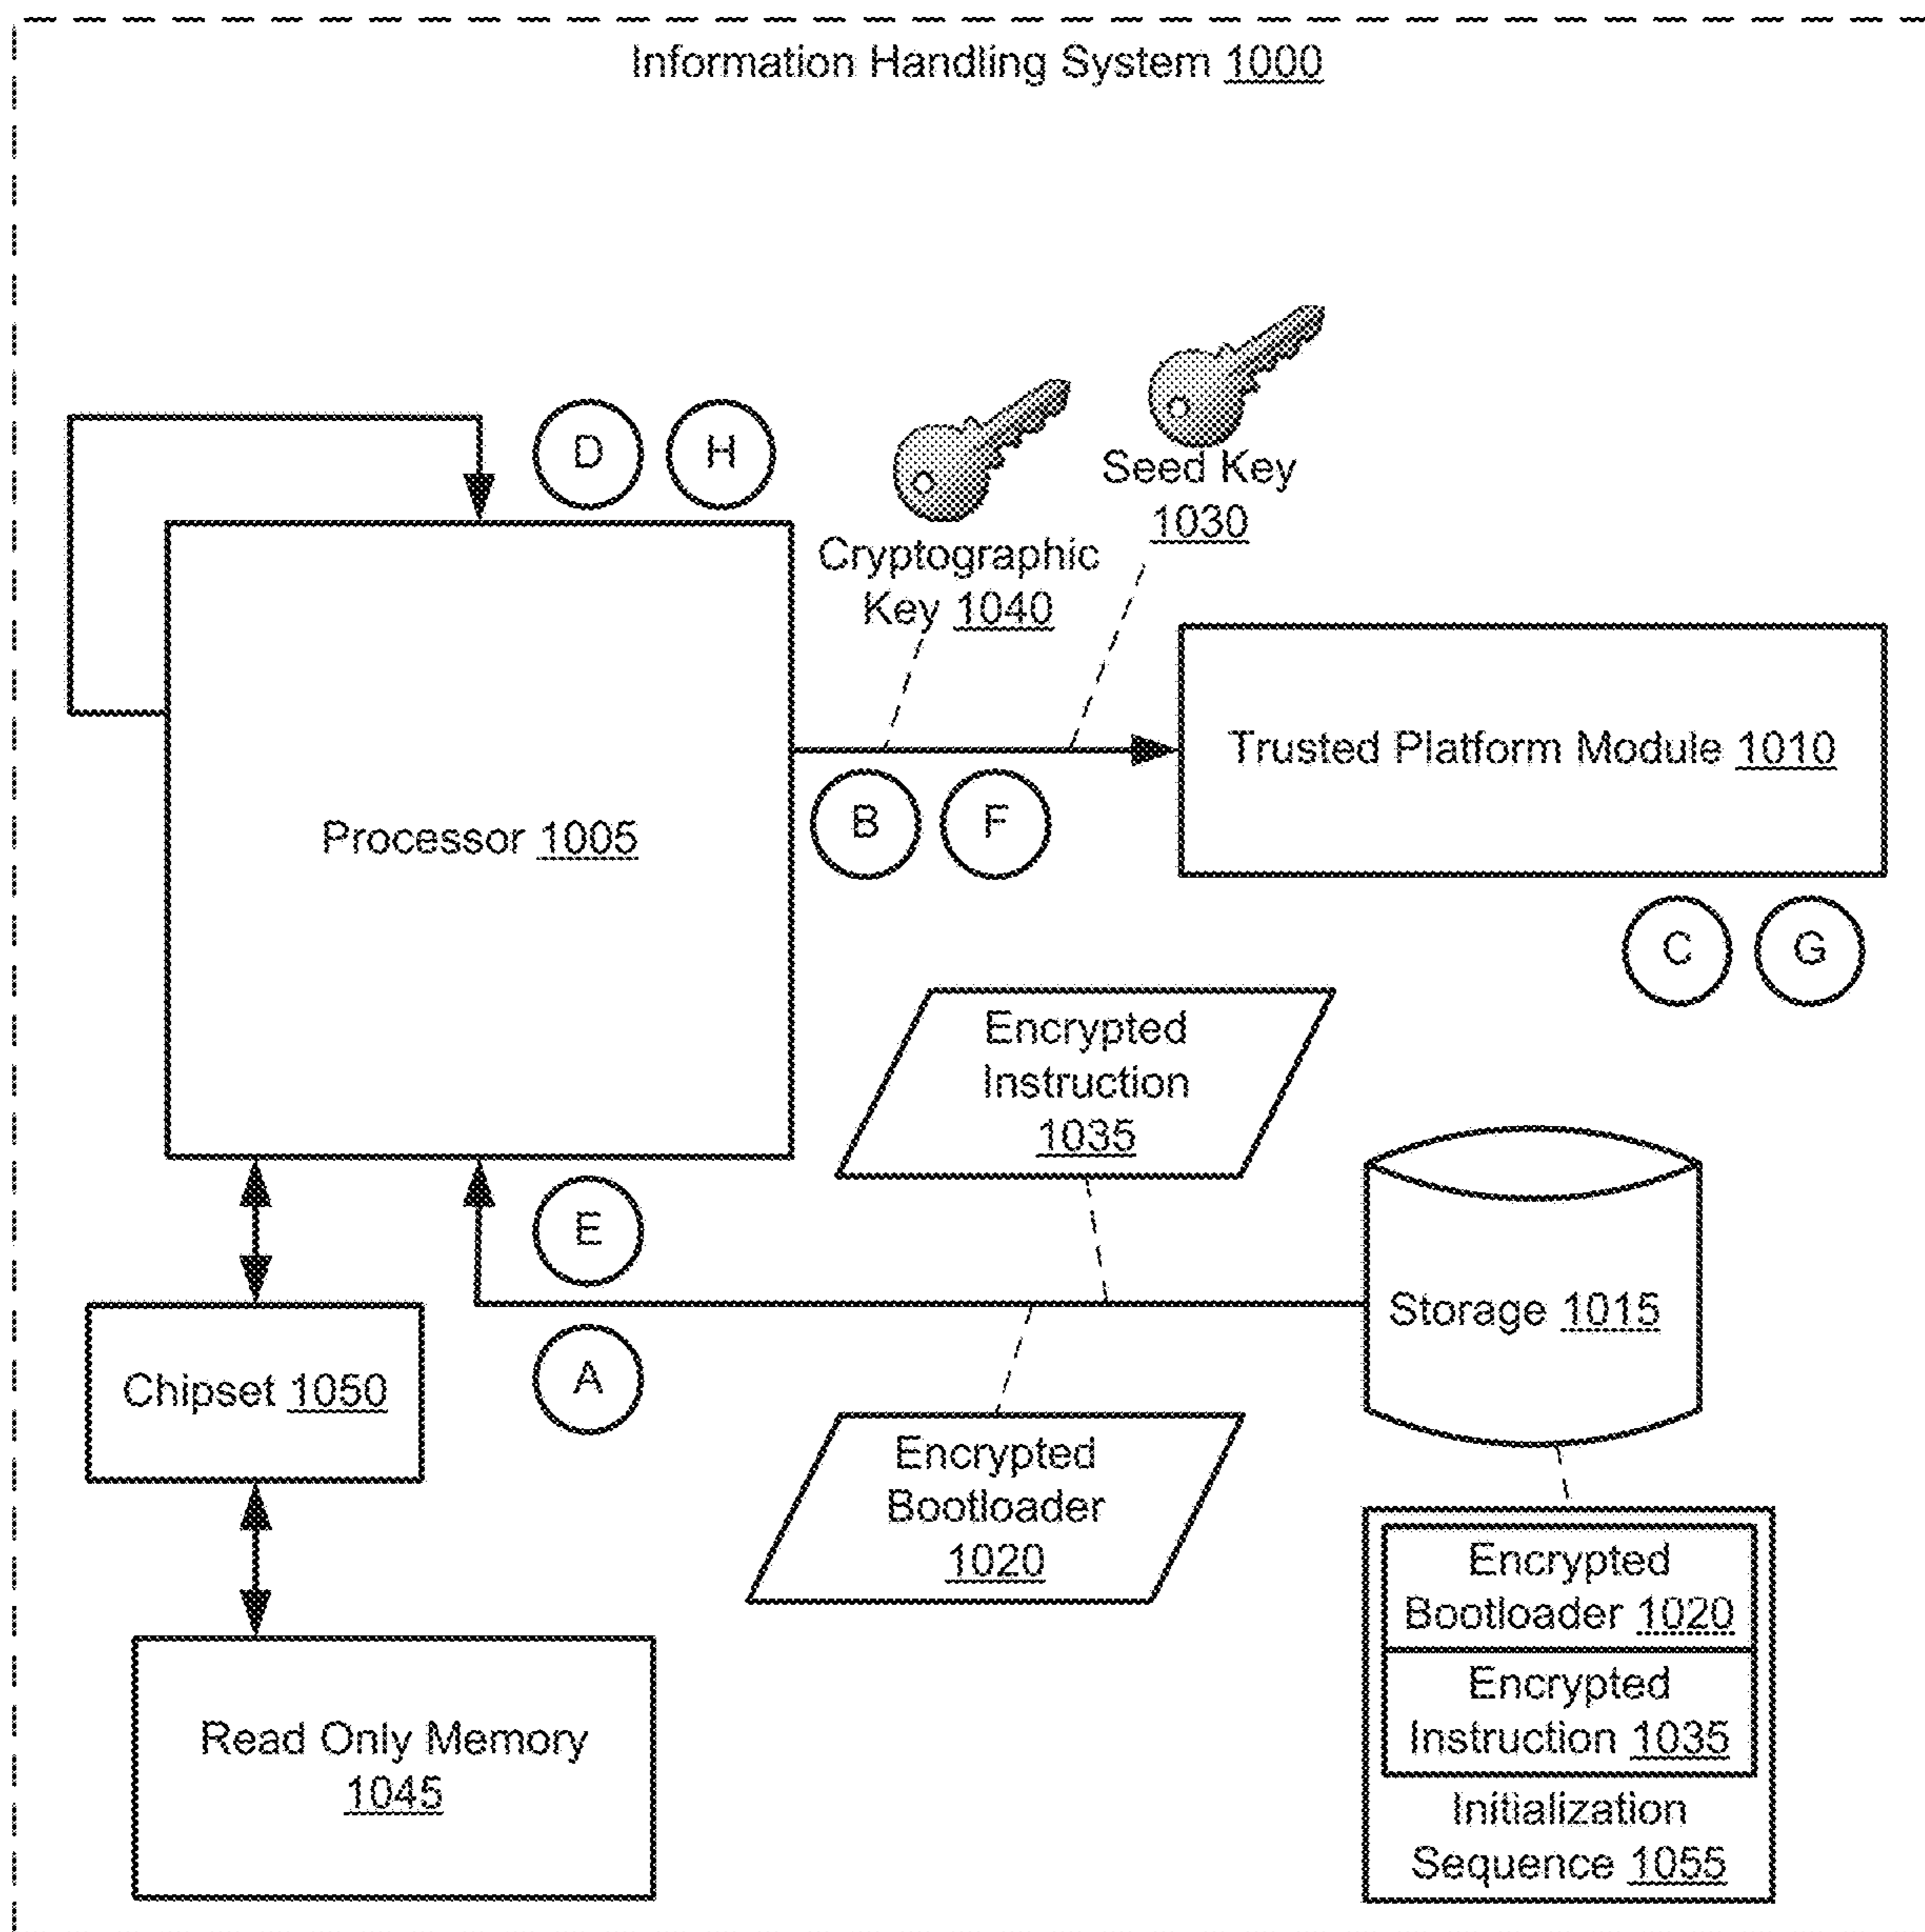 Information Handling System 1000
D
H
Seed Key
1030
Cryptographic
Key 1040
Trusted Platform Module 1010
Processor 1005
B
F
C
G
Encrypted
Instruction
1035
E
Storage 1015
A
Chipset 1050
Encrypted
Bootloader
1020
Encrypted
Bootloader 1020
Encrypted
Instruction 1035
Initialization
Sequence 1055
Read Only Memory
1045